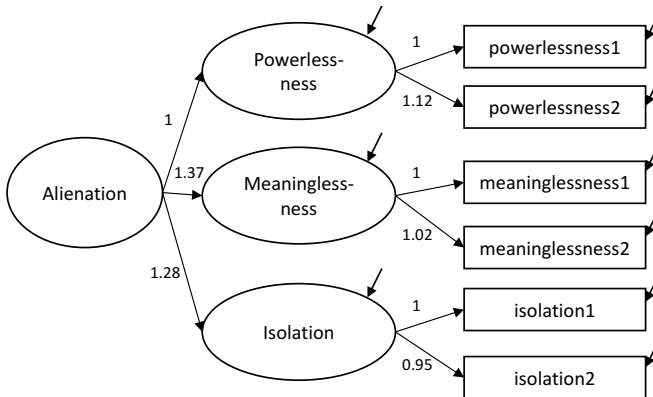 Powerless-
ness
1
powerlessness1
1.12
powerlessness2
1
Alienation
1.37
Meaningless-
ness
1
meaninglessness1
1.02
meaninglessness2
1.28
Isolation
1
isolation1
0.95
isolation2